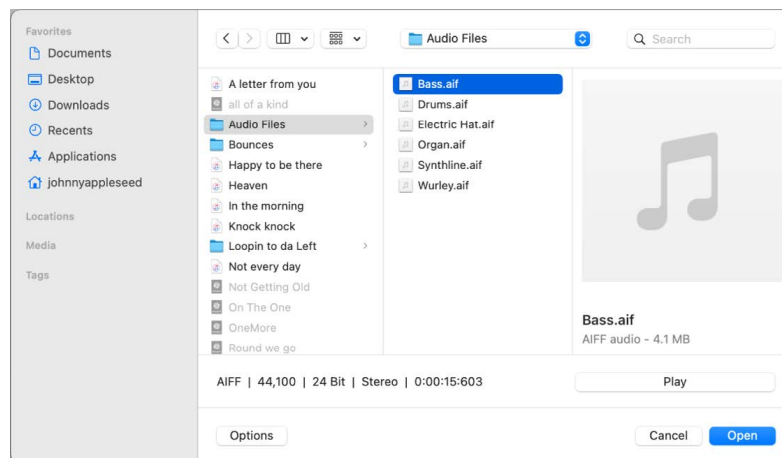 Favorites
Documents
Desktop
Downloads
Recents
Applications
johnnyappleseed
Locations
Media
Tags
Audio Files
Search
A letter from you
all of a kind
Audio Files
Bounces
Happy to be there
Heaven
In the morning
Knock knock
Loopin to da Left
Not every day
Not Getting Old
On The One
OneMore
Round we go
Bass.aif
Drums.aif
Electric Hat.aif
Organ.aif
Synthline.aif
Wurley.aif
Bass.aif
AIFF audio - 4.1 MB
AIFF | 44,100 | 24 Bit | Stereo | 0:00:15:603
Play
Options
Cancel
Open